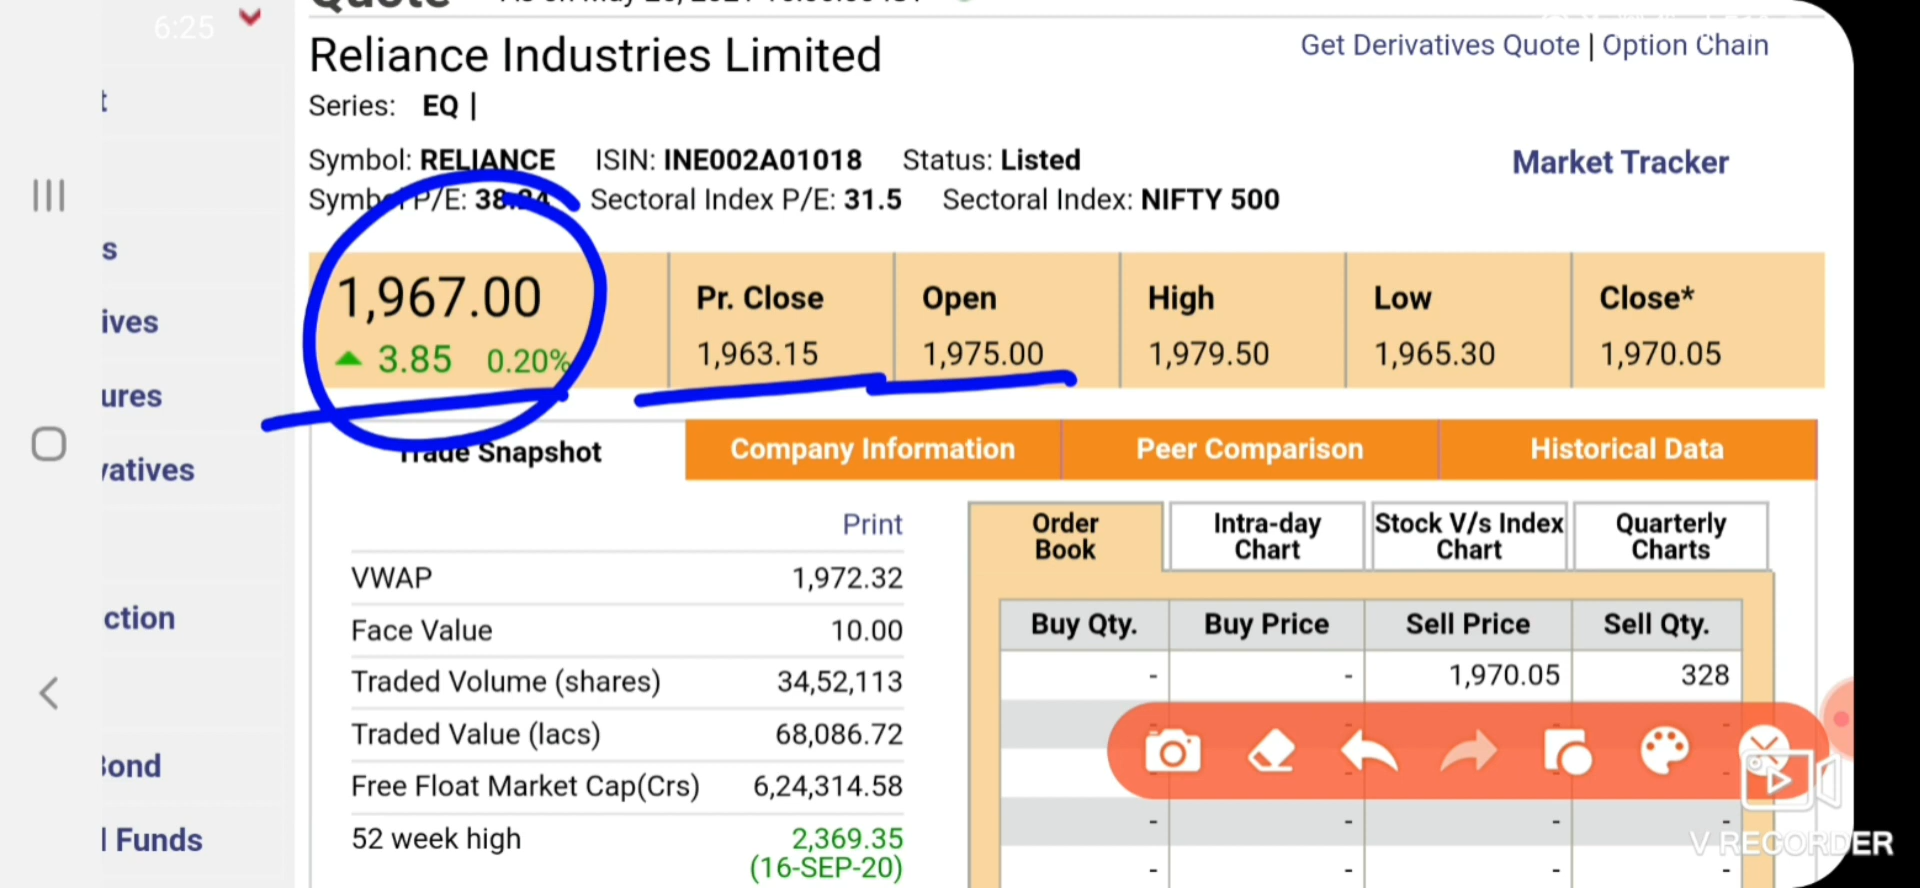 6:25
Quote
Reliance Industries Limited
Get Derivatives Quote | Option Chain
Series: EQ |
t
Symbol: RELIANCE ISIN: INE002A01018 Status: Listed
Market Tracker
P/E: Sectoral Index P/E: 31.5 Sectoral Index: NIFTY 500
s
1,967.00 Pr. Close Open High Low Close*
ives
3.85 0.20% 1,963.15 1,975.00 1,979.50 1,965.30 1,970.05
ures
Trade Snapshot Company Information Peer Comparison Historical Data
vatives
Print
Order Book
Intra-day Chart
Stock V/s Index Chart
Quarterly Charts
VWAP 1,972.32
ction
Face Value 10.00
Buy Qty. Buy Price Sell Price Sell Qty.
Traded Volume (shares) 34,52,113
- - 1,970.05 328
Traded Value (lacs) 68,086.72
Bond
Free Float Market Cap(Crs) 6,24,314.58
52 week high 2,369.35
(16-SEP-20)
- - - -
l Funds
V RECORDER
- - - -